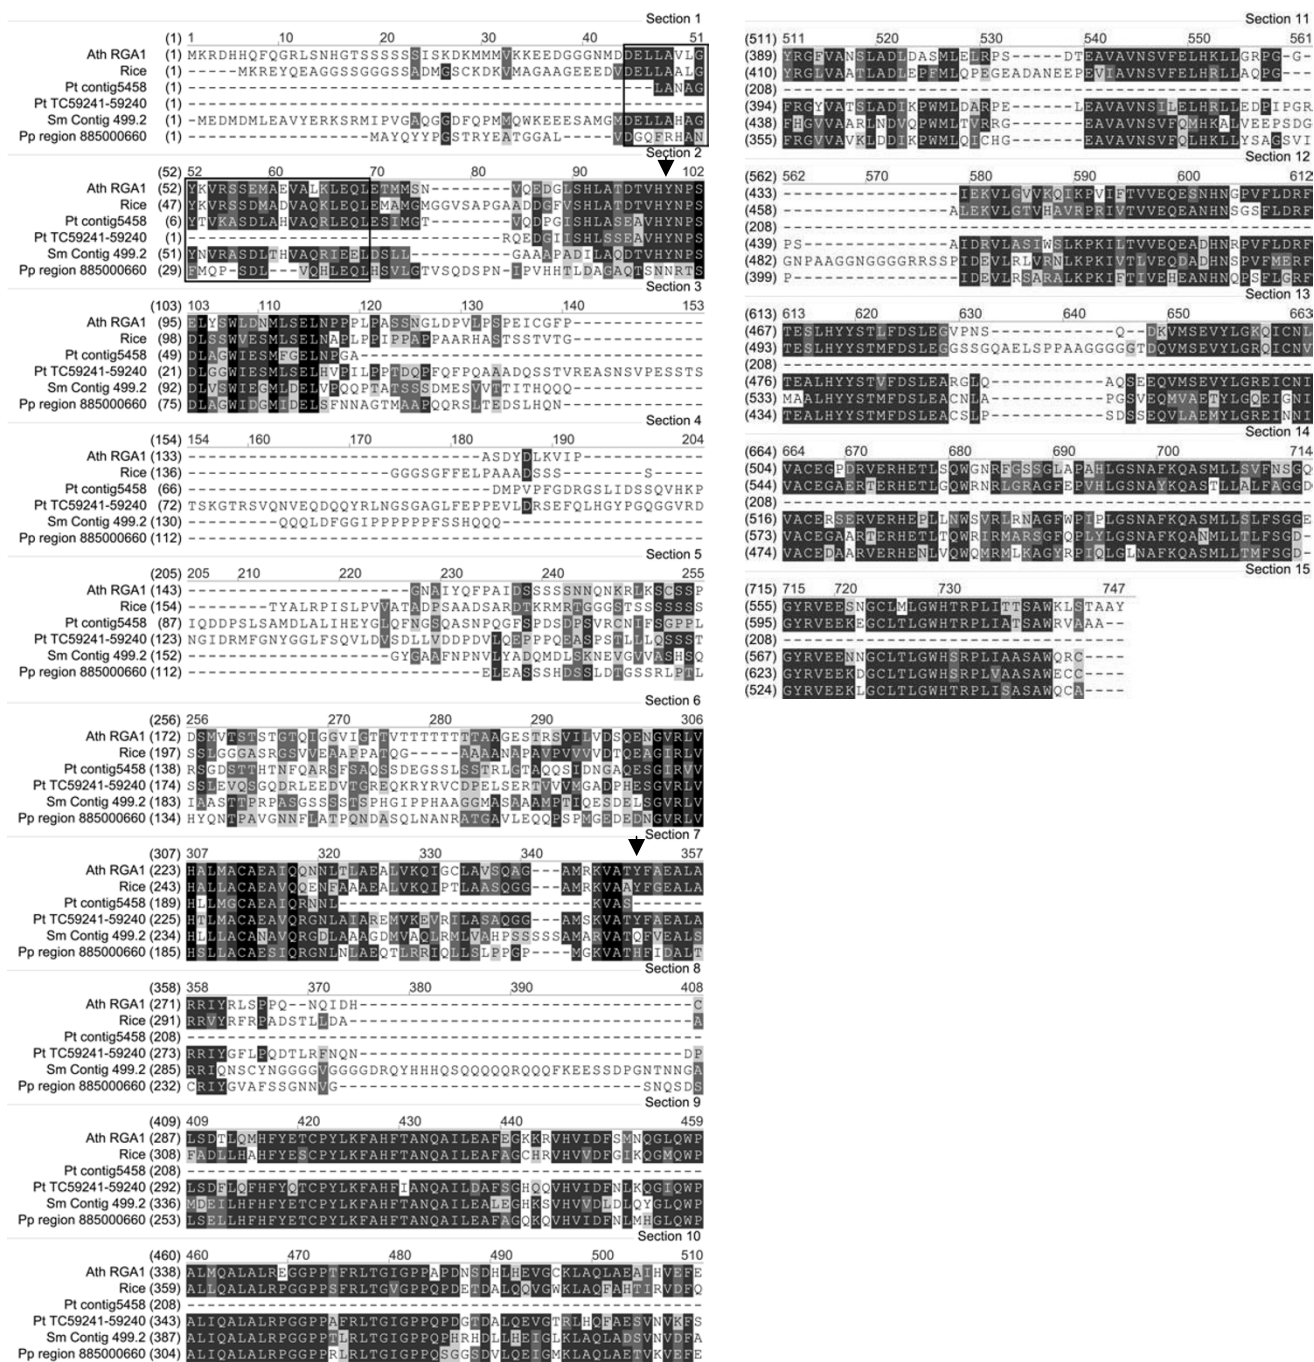 Section 1
(1) 1 10 20 30 40 51
Ath RGA1 (1) MKRDHHQFQGRLSNHGTSSSSSSISKDKMMMVKKEEDGGGNMDDELLAVLG
Rice (1) -----MKREYQEAGGSSGGGSSADMGSCKDKVMAGAAGEEEDVDELLAALG
Pt contig5458 (1) ----------------------------------------------LANAG
Pt TC59241-59240 (1) ---------------------------------------------------
Sm Contig 499.2 (1) -MEDMDMLEAVYERKSRMIPVGAQGGDFQPMMQWKEEESAMGMDELLAHAG
Pp region 885000660 (1) ------------------MAYQYYPGSTRYEATGGAL-----VDGQFRHAN
Section 2
(52) 52 60 70 80 90 102
Ath RGA1 (52) YKVRSSEMAEVALKLEQLETMMSN--------VQEDGLSHLATDTVHYNPS
Rice (47) YKVRSSDMADVAQKLEQLEMAMGMGGVSAPGAADDGFVSHLATDTVHYNPS
Pt contig5458 (6) YTVKASDLAHVAQRLEQLESIMGT--------VQDPGISHLASEAVHYNPS
Pt TC59241-59240 (1) -------------------------------RQEDGIISHLSSEAVHYNPS
Sm Contig 499.2 (51) YNVRASDLTHVAQRIEELDSLL----------GAAPADILAQDTVHYNPS
Pp region 885000660 (29) FMQP-SDL--VQHLEQLHSVLGTVSQDSPN-IPVHHTLDAGAQTSNNRTS
Section 3
(103) 103 110 120 130 140 153
Ath RGA1 (95) ELYSWLDNMLSELNPPPLPASSNGLDPVLPSPEICGFP-------------
Rice (98) DLSSWVESMLSELNAPLPPIPPAPPAARHASTSSTVTG-------------
Pt contig5458 (49) DLAGWIESMFGELNPGA----------------------------------
Pt TC59241-59240 (21) DLGGWIESMLSELHVPILPPTDQPFQPQAAADQSSTVREASNSVPESSTS
Sm Contig 499.2 (92) DLVSWIEGMLDELVPQQPTATSSSDMESVVTTITHQQQ-------------
Pp region 885000660 (75) DLAGWIDGMIDELSFNNAGTMAAPQQRSLTEDSLHQN--------------
Section 4
(154) 154 160 170 180 190 204
Ath RGA1 (133) -----------------------------ASDYDLKVIP------------
Rice (136) --------------------GGGSGFFELPAAADSSS--------S-----
Pt contig5458 (66) ------------------------------DMPVPFGDRGSLIDSSQVHKP
Pt TC59241-59240 (72) TSKGTRSVQNVEQDQQYRLNGSGAGLFEPPEVLDRSEFQLHGYPGQGGVRD
Sm Contig 499.2 (130) ---------QQQLDFGGIPPPPPPFSSHQQQ--------------------
Pp region 885000660 (112) ---------------------------------------------------
Section 5
(205) 205 210 220 230 240 255
Ath RGA1 (143) ----------------------GNAIYQFPAIDSSSSSNNQNKRLKSCSSP
Rice (154) --------TYALRPISLPVVATADPSAADSARDTKRMRTGGGSTSSSSSSS
Pt contig5458 (87) IQDDPSLSAMDLALIHEYGLQFNGSQASNPQGFSPDSDPSVRCNIFSGPPL
Pt TC59241-59240 (123) NGIDRMFGNYGGLFSQVLDVSDLLVDDPDVLQEPPPQEASPSTLLLQSSST
Sm Contig 499.2 (152) --------------------GYGAAFNPNVLYADQMDLSKNEVGVVASHSQ
Pp region 885000660 (112) -----------------------------ELEASSSHDSSLDTGSSRLPTL
Section 6
(256) 256 270 280 290 306
Ath RGA1 (172) DSMVTSTSTGTQIGGVIGTTVTTTTTTTTAAGESTRSVILVDSQENGVRLV
Rice (197) SSLGGGASRGSVVEAAPPATQG-----AAAANAPAVPVVVVDTQEAGIRLV
Pt contig5458 (138) RSGDSTTHTNFQARSFSAQSSDEGSSLSSTRLGTAQQSIDNGAQESGIRVV
Pt TC59241-59240 (174) SSLEVQSGQDRLEEDVTGREQKRYRVCDPELSERTVVVMGADPHESGVRLV
Sm Contig 499.2 (183) IAASTTPRPASGSSSSTSPHGIPPHAAGGMASAAAMPTIQESDELSGVRLV
Pp region 885000660 (134) HYQNTPAVGNNFLATPQNDASQLNANRATGAVLEQQPSPMGEDEDNGVRLV
Section 7
(307) 307 320 330 340 357
Ath RGA1 (223) HALMACAEAIQQNNLTLAEALVKQIGCLAVSQAG---AMRKVATYFAEALA
Rice (243) HALLACAEAVQQENFAAAEALVKQIPTLAASQGG---AMRKVAAYFGEALA
Pt contig5458 (189) HLLMGCAEAIQRNNL-------------------------KVAS-------
Pt TC59241-59240 (225) HTLMACAEAVQRGNLAIAREMVKEVRILASAQGG---AMSKVATYFAEALA
Sm Contig 499.2 (234) HLLLACANAVQRGDLAAAGDMVAQLRMLVAHPSSSSSAMARVATQFVEALS
Pp region 885000660 (185) HSLLACAESIQRGNLNLAEQTLRRIQLLSLPPGP----MGKVATHFIDALT
Section 8
(358) 358 370 380 390 408
Ath RGA1 (271) RRIYRLSPPQ--NQIDH---------------------------------C
Rice (291) RRVYRFRPADSTLLDA----------------------------------A
Pt contig5458 (208) ---------------------------------------------------
Pt TC59241-59240 (273) RRIYGFLPQDTLRFNQN--------------------------------DP
Sm Contig 499.2 (285) RRIQNSCYNGGGGVGGGGDRQYHHHQSQQQQQQRQQQFKEESSDPGNTNNGA
Pp region 885000660 (232) CRIYGVAFSSGNNVG------------------------------SNQSDS
Section 9
(409) 409 420 430 440 459
Ath RGA1 (287) LSDTLQMHFYETCPYLKFAHFTANQAILEAFEGKKRVHVIDFSMNQGLQWP
Rice (308) FADLLHAHFYESCPYLKFAHFTANQAILEAFAGCHRVHVVDFGIKQGMQWP
Pt contig5458 (208) ---------------------------------------------------
Pt TC59241-59240 (292) LSDFLQFHFYQTCPYLKFAHFIANQAILDAFSGHQQVHVIDFNLKQGIQWP
Sm Contig 499.2 (336) MDEILHFHFYETCPYLKFAHFTANQAILEALEGHKSVHVVDLDLQYGLQWP
Pp region 885000660 (253) LSELLHFHFYETCPYLKFAHFTANQAILEAFAGQKQVHVIDFNLMHGLQWP
Section 10
(460) 460 470 480 490 500 510
Ath RGA1 (338) ALMQALALREGGPPTFRLTGIGPPAPDNSDHLHEVGCKLAQLAEAIHVEFE
Rice (359) ALLQALALRPGGPPSFRLTGVGPPQPDETDALQQVGWKLAQFAHTIRVDFQ
Pt contig5458 (208) ---------------------------------------------------
Pt TC59241-59240 (343) ALIQALALRPGGPPAFRLTGIGPPQPDGTDALQEVGTRLHQFAESVNVKFS
Sm Contig 499.2 (387) ALIQALALRPGGPPTLRLTGIGPPQPHRHDLLHEIGLKLAQLADSVNVDFA
Pp region 885000660 (304) ALIQALALRPGGPPRLRLTGIGPPQSGGSDVLQEIGMKLAQLAETVKVEFE
Section 11
(511) 511 520 530 540 550 561
(389) YRGFVANSLADLDASMLELRPS-----DTEAVAVNSVFELHKLLGRPG-G-
(410) YRGLVAATLADLEPFMLQPEGEADANEEPEVIAVNSVFELHRLLAQPG---
(208) ---------------------------------------------------
(394) FRGYVATSLADIKPWMLDARPE-----LEAVAVNSILELHRLLEDPIPGR
(438) FHGVVAARLNDVQPWMLTVRRG-----EAVAVNSVFQMHKALVEEPSDG
(355) FRGVVAVKLDDIKPWMLQICHG-----EAVAVNSVFQLHKLLYSAGSVI
Section 12
(562) 562 570 580 590 600 612
(433) -----------------IEKVLGVVKQIKPVIFTVVEQESNHNGPVFLDRF
(458) -----------------ALEKVLGTVHAVRPRIVTVVEQEANHNSGSFLDRF
(208) ---------------------------------------------------
(439) PS---------------AIDRVLASIWSLKPKILTVVEQEADHNRPVFLDRF
(482) GNPAAGGNGGGGRRSSPIDEVLRLVRNLKPKIVTLVEQDADHNSPVFMERF
(399) P----------------IDEVLRSARALKPKIFTIVEHEANHNQPSFLGRF
Section 13
(613) 613 620 630 640 650 663
(467) TESLHYYSTLFDSLEGVPNS----------Q--DKVMSEVYLGKQICNL
(493) TESLHYYSTMFDSLEGGSSGQAELSPPAAGGGGGTDQVMSEVYLGRQICNV
(208) ---------------------------------------------------
(476) TEALHYYSTVFDSLEARGLQ---------AQSEEQVMSEVYLGREICNI
(533) MAALHYYSTMFDSLEACNLA---------PGSVEQMVAETYLGQEIGNI
(434) TEALHYYSTMFDSLEACSLP---------SDSSEQVLAEMYLGREINNI
Section 14
(664) 664 670 680 690 700 714
(504) VACEGPDRVERHETLSQWGNRFGSSGLAPAHLGSNAFKQASMLLSVFNSGQ
(544) VACEGAERTERHETLGQWRNRLGRAGFEPVHLGSNAYKQASTLLALFAGGD
(208) ---------------------------------------------------
(516) VACERSERVERHEPLLNWSVRLRNAGFWPIPLGSNAFKQASMLLSLFSGGE
(573) VACEGAARTERHETLTQWRIRMARSGFQPLYLGSNAFKQANMLLTLFSGD-
(474) VACEDAARVERHENLVQWQMRMLKAGYRPIQLGLNAFKQASMLLTMFSGD-
Section 15
(715) 715 720 730 747
(555) GYRVEESNGCLMLGWHTRPLITTSAWKLSTAAY
(595) GYRVEEKEGCLTLGWHTRPLIATSAWRVAAA--
(208) ---------------------------------
(567) GYRVEENNGCLTLGWHSRPLIAASAWQRC----
(623) GYRVEEKDGCLTLGWHSRPLVAASAWECC----
(524) GYRVEEKLGCLTLGWHTRPLISASAWQCA----